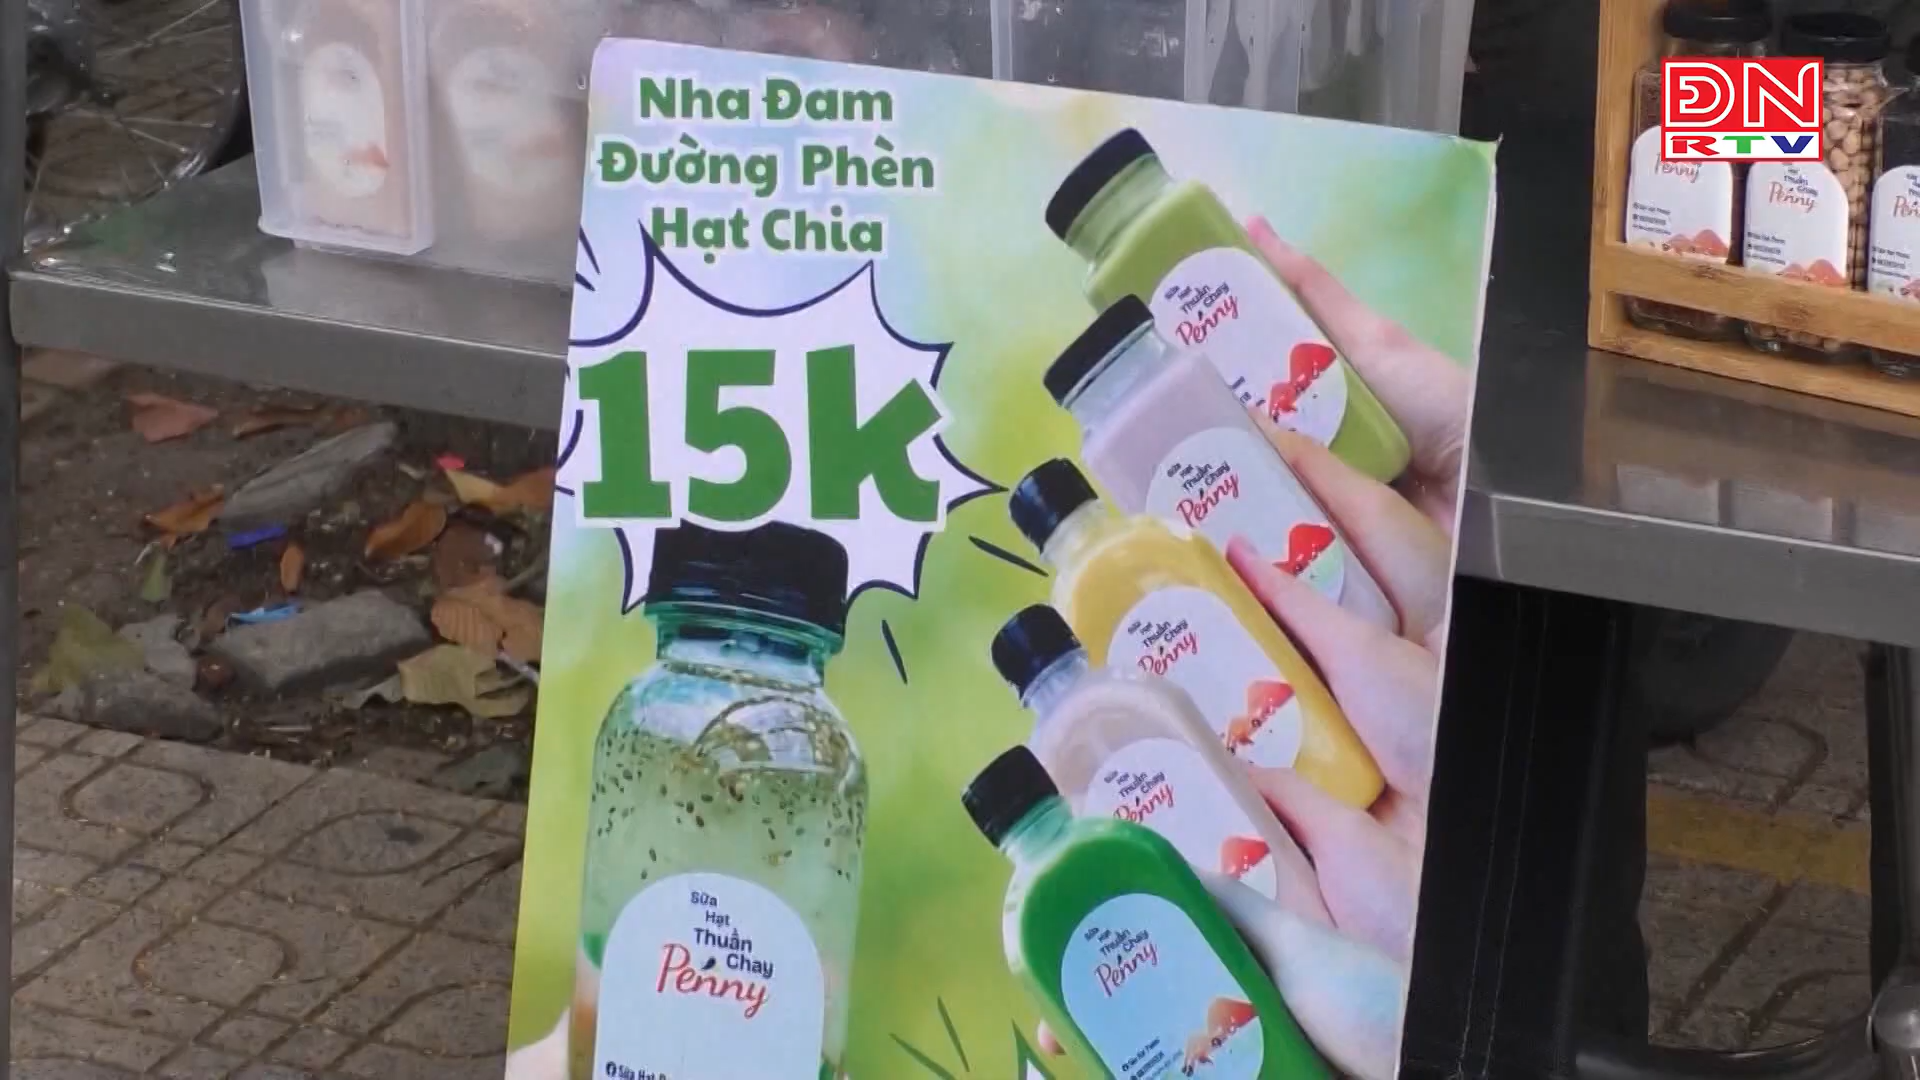 Nha Đam
Đường Phèn
Hạt Chia
15k
Sữa
Hạt
Thuần
Chay
Penny
Sữa
Hạt
Thuần
Chay
Penny
Sữa
Hạt
Thuần
Chay
Penny
Sữa
Hạt
Thuần
Chay
Penny
Sữa
Hạt
Thuần
Chay
Penny
Sữa
Hạt
Thuần
Chay
Penny
Sữa Hạt
ĐN
RTV
Penny
Thuần
Chay
Penny